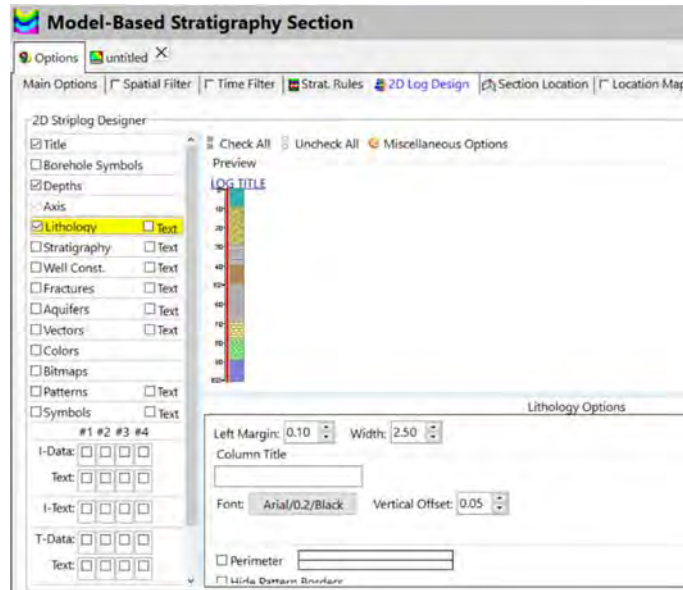 Model-Based Stratigraphy Section
Options untitled
Main Options Spatial Filter Time Filter Strat. Rules 2D Log Design Section Location Location Map
2D Striplog Designer
Title
Borehole Symbols
Depths
Axis
Lithology Text
Stratigraphy Text
Well Const. Text
Fractures Text
Aquifers Text
Vectors Text
Colors
Bitmaps
Patterns Text
Symbols Text
#1 #2 #3 #4
I-Data:
Text:
I-Text:
T-Data:
Text:
Check All Uncheck All Miscellaneous Options
Preview
LOG TITLE
Lithology Options
Left Margin: 0.10 Width: 2.50
Column Title
Font: Arial/0.2/Black Vertical Offset: 0.05
Perimeter
Hide Pattern Borders